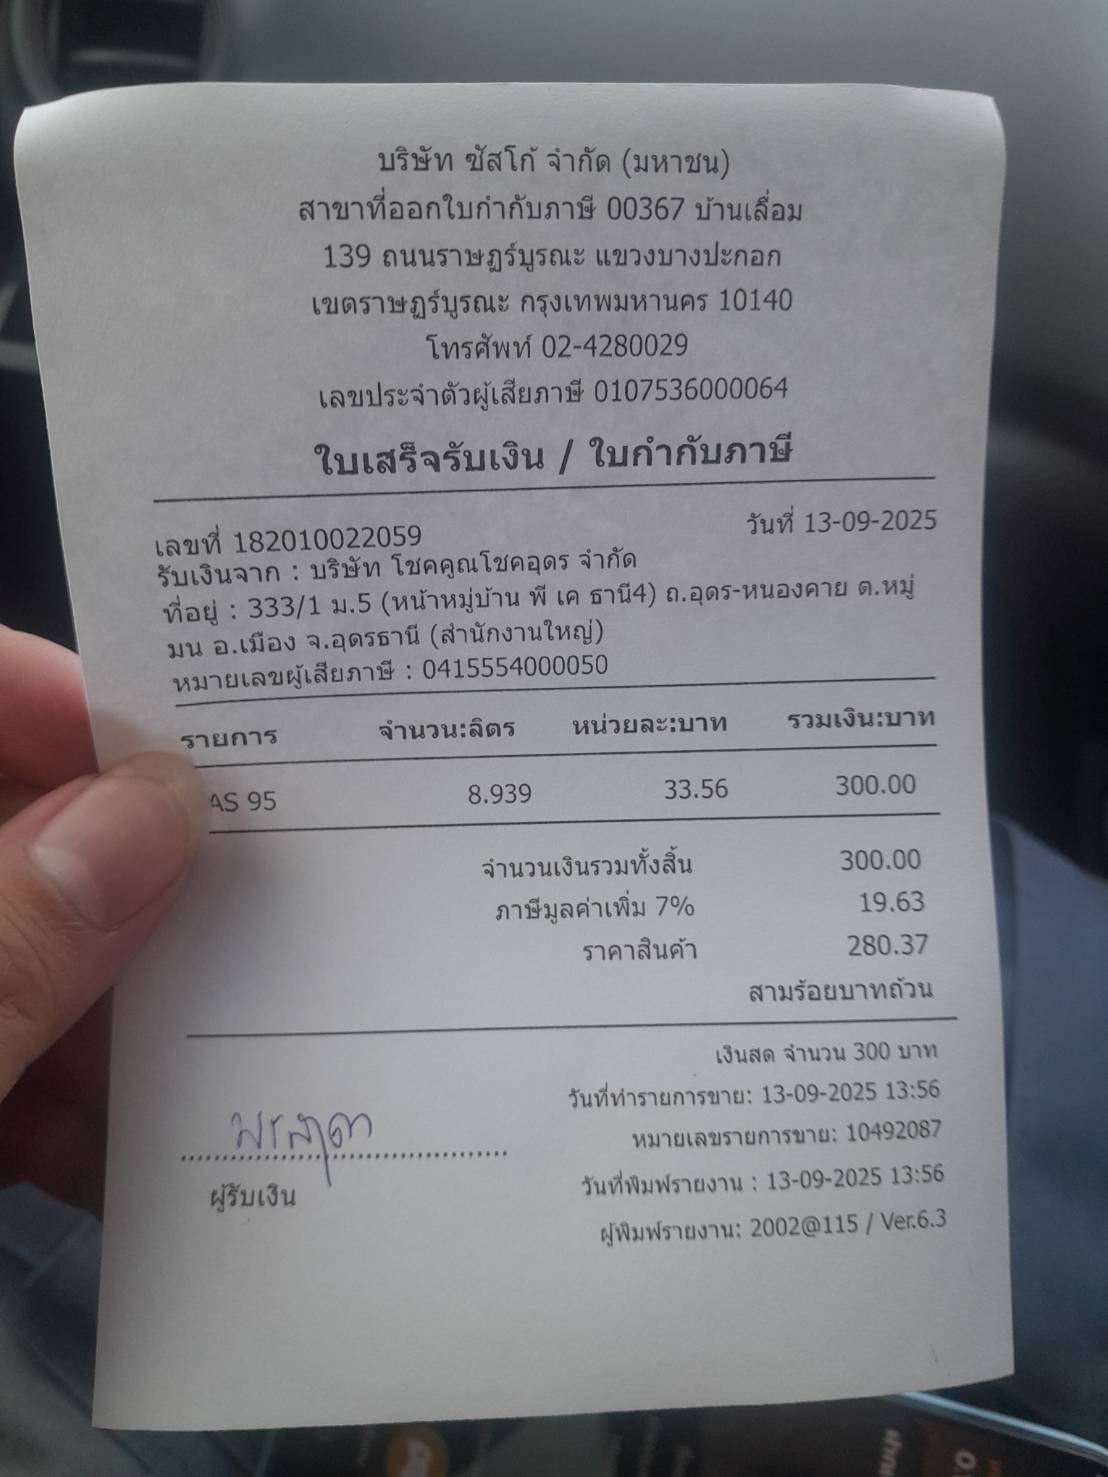 บริษัท ซัสโก้ จำกัด (มหาชน)
สาขาที่ออกใบกำกับภาษี 00367 บ้านเลื่อม
139 ถนนราษฎร์บูรณะ แขวงบางปะกอก
เขตราษฎร์บูรณะ กรุงเทพมหานคร 10140
โทรศัพท์ 02-4280029
เลขประจำตัวผู้เสียภาษี 0107536000064
ใบเสร็จรับเงิน / ใบกำกับภาษี
เลขที่ 182010022059 วันที่ 13-09-2025
รับเงินจาก : บริษัท โชคคูณโชคอุดร จำกัด
ที่อยู่ : 333/1 ม.5 (หน้าหมู่บ้าน พี เค ธานี4) ถ.อุดร-หนองคาย ต.หมู่
มน อ.เมือง จ.อุดรธานี (สำนักงานใหญ่)
หมายเลขผู้เสียภาษี : 0415554000050
รายการ จำนวน:ลิตร หน่วยละ:บาท รวมเงิน:บาท
AS 95 8.939 33.56 300.00
จำนวนเงินรวมทั้งสิ้น 300.00
ภาษีมูลค่าเพิ่ม 7% 19.63
ราคาสินค้า 280.37
สามร้อยบาทถ้วน
เงินสด จำนวน 300 บาท
วันที่ทำรายการขาย: 13-09-2025 13:56
หมายเลขรายการขาย: 10492087
วันที่พิมพ์รายงาน : 13-09-2025 13:56
ผู้พิมพ์รายงาน: 2002@115 / Ver.6.3
ผู้รับเงิน